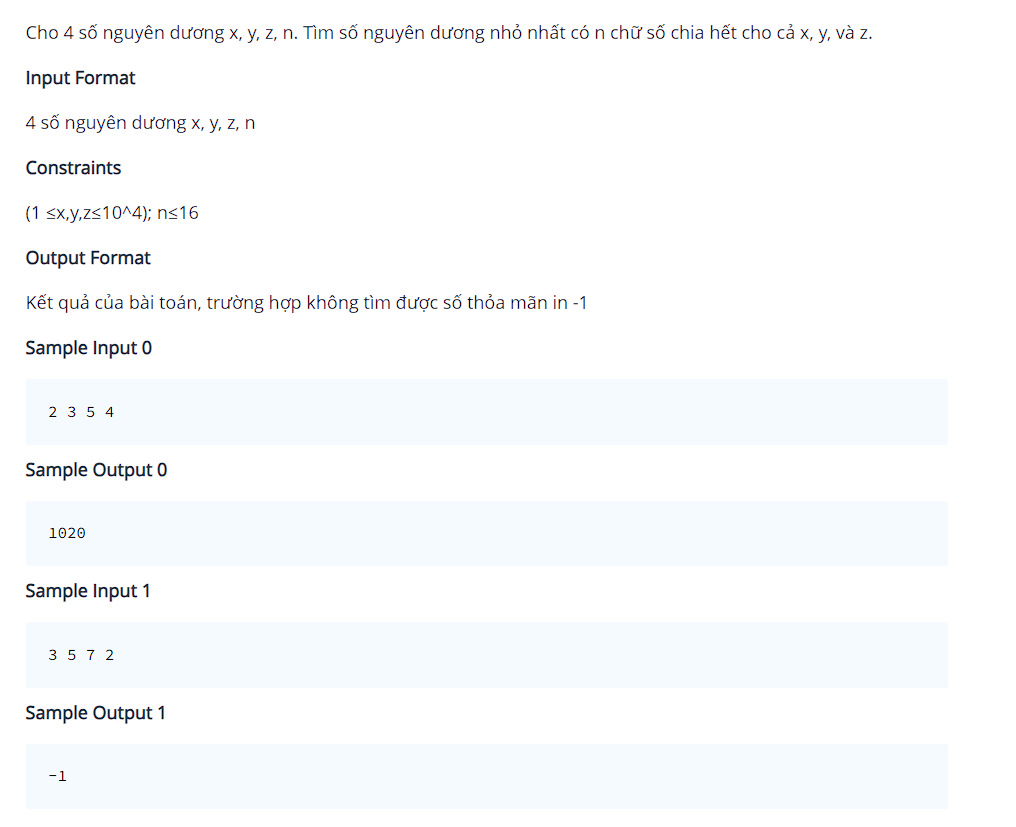 Cho 4 số nguyên dương x, y, z, n. Tìm số nguyên dương nhỏ nhất có n chữ số chia hết cho cả x, y, và z.
Input Format
4 số nguyên dương x, y, z, n
Constraints
(1 ≤x,y,z≤10^4); n≤16
Output Format
Kết quả của bài toán, trường hợp không tìm được số thỏa mãn in -1
Sample Input 0
2 3 5 4
Sample Output 0
1020
Sample Input 1
3 5 7 2
Sample Output 1
-1